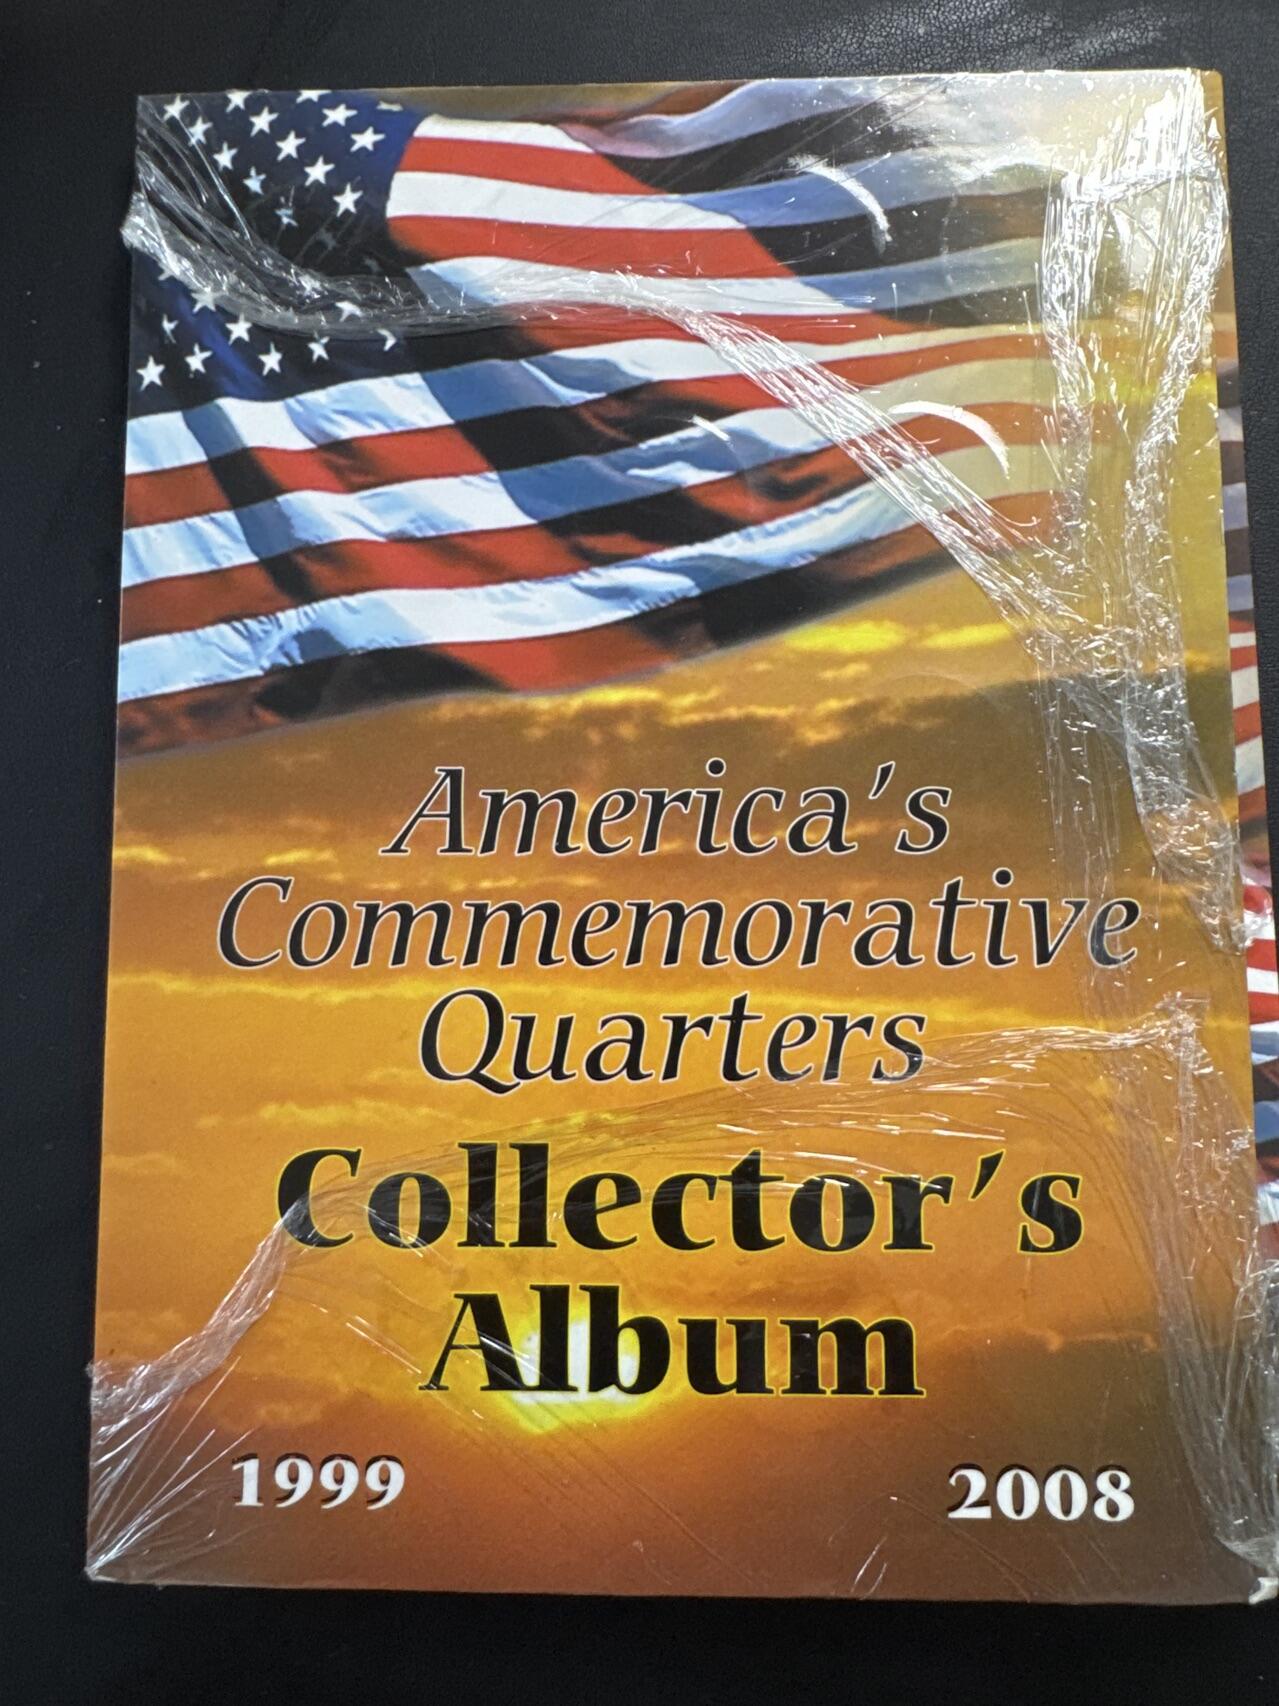 America's
Commemorative
Quarters
Collector's
Album
1999 2008